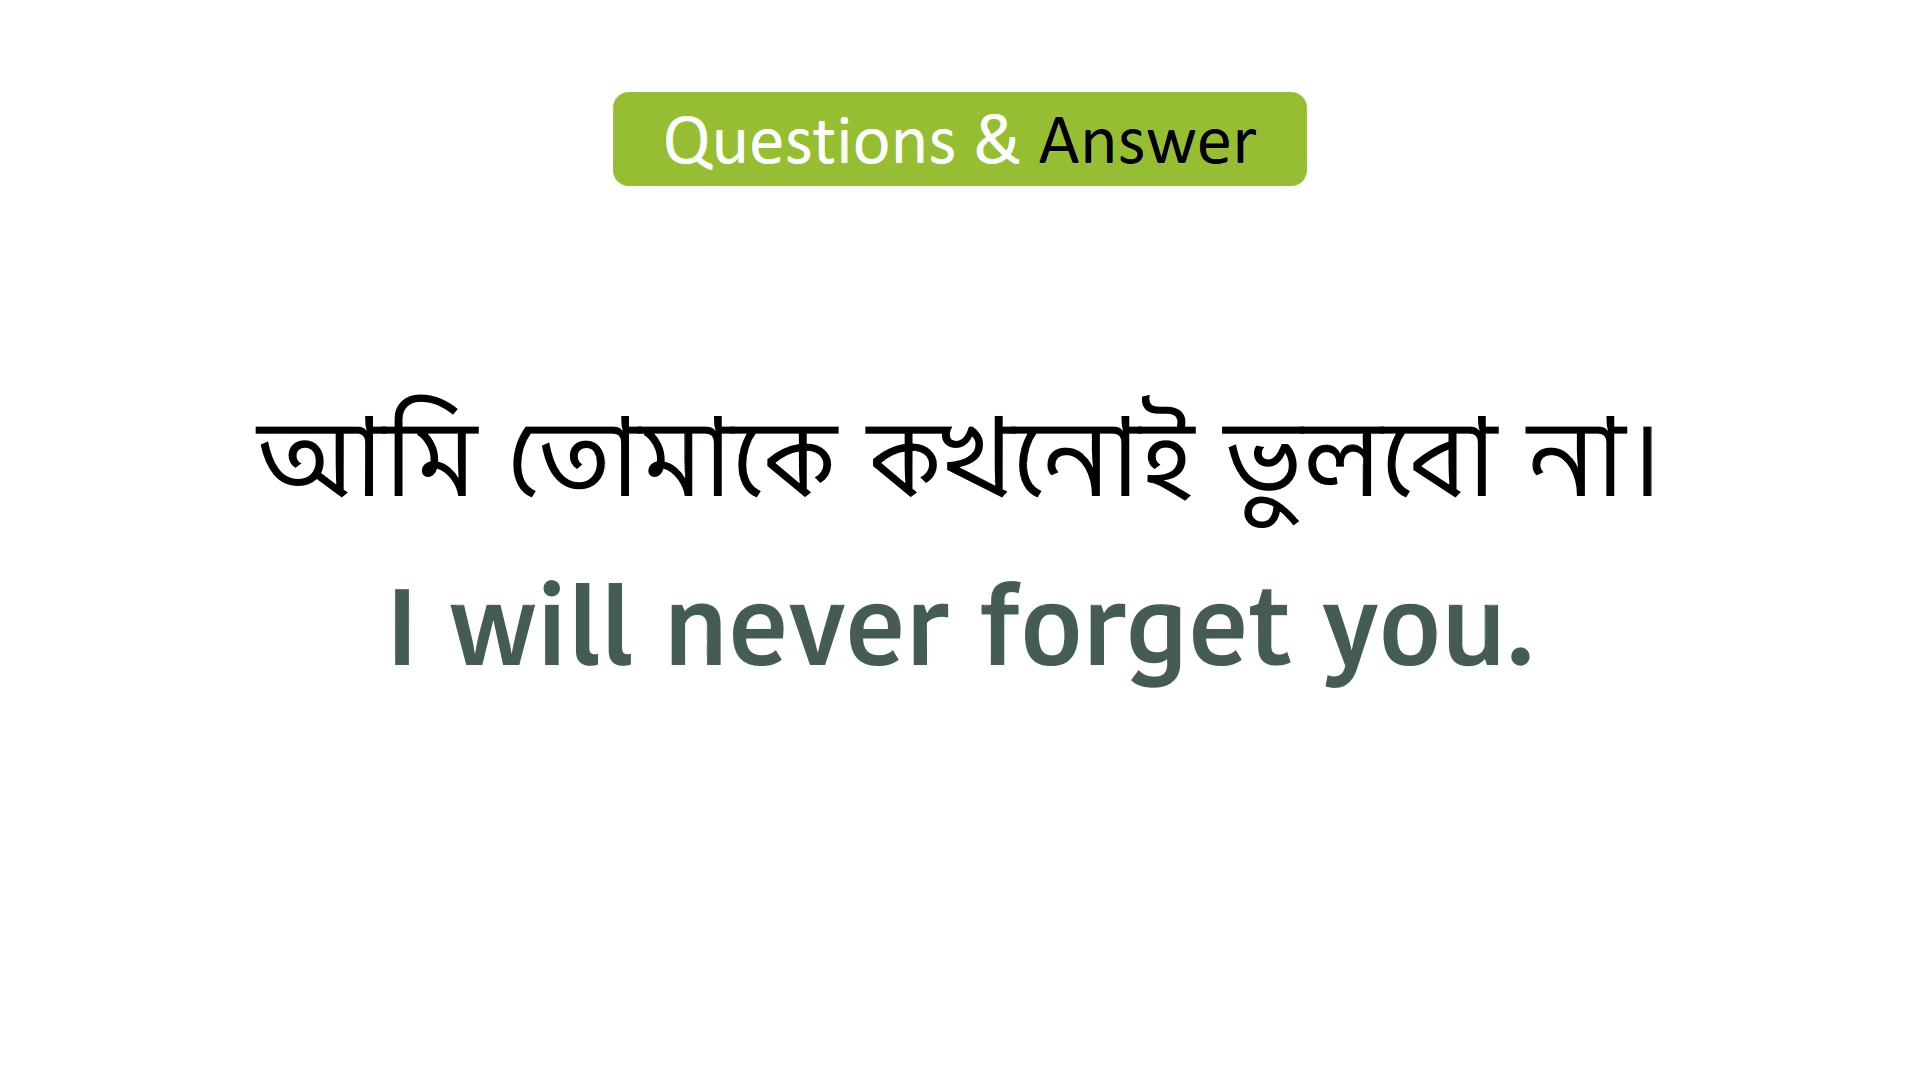 Questions & Answer
আমি তোমাকে কখনোই ভুলবো না।
I will never forget you.